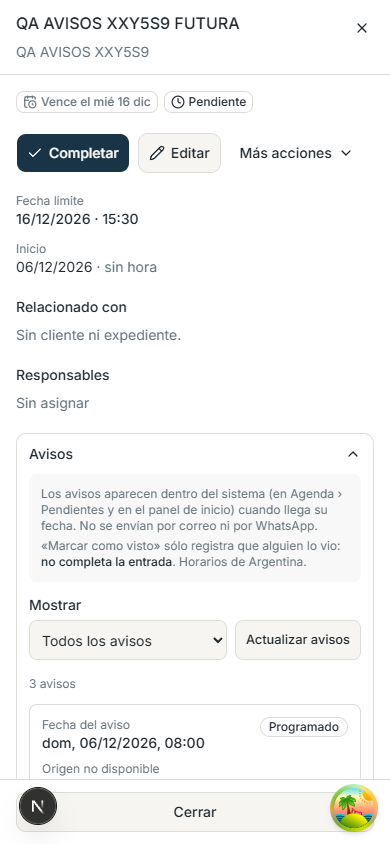 QA AVISOS XXY5S9 FUTURA
QA AVISOS XXY5S9
Vence el mié 16 dic
Pendiente
Completar
Editar
Más acciones
Fecha límite
16/12/2026 · 15:30
Inicio
06/12/2026 · sin hora
Relacionado con
Sin cliente ni expediente.
Responsables
Sin asignar
Avisos
Los avisos aparecen dentro del sistema (en Agenda ›
Pendientes y en el panel de inicio) cuando llega su
fecha. No se envían por correo ni por WhatsApp.
«Marcar como visto» sólo registra que alguien lo vio:
no completa la entrada. Horarios de Argentina.
Mostrar
Todos los avisos
Actualizar avisos
3 avisos
Fecha del aviso
Programado
dom, 06/12/2026, 08:00
Origen no disponible
N
Cerrar